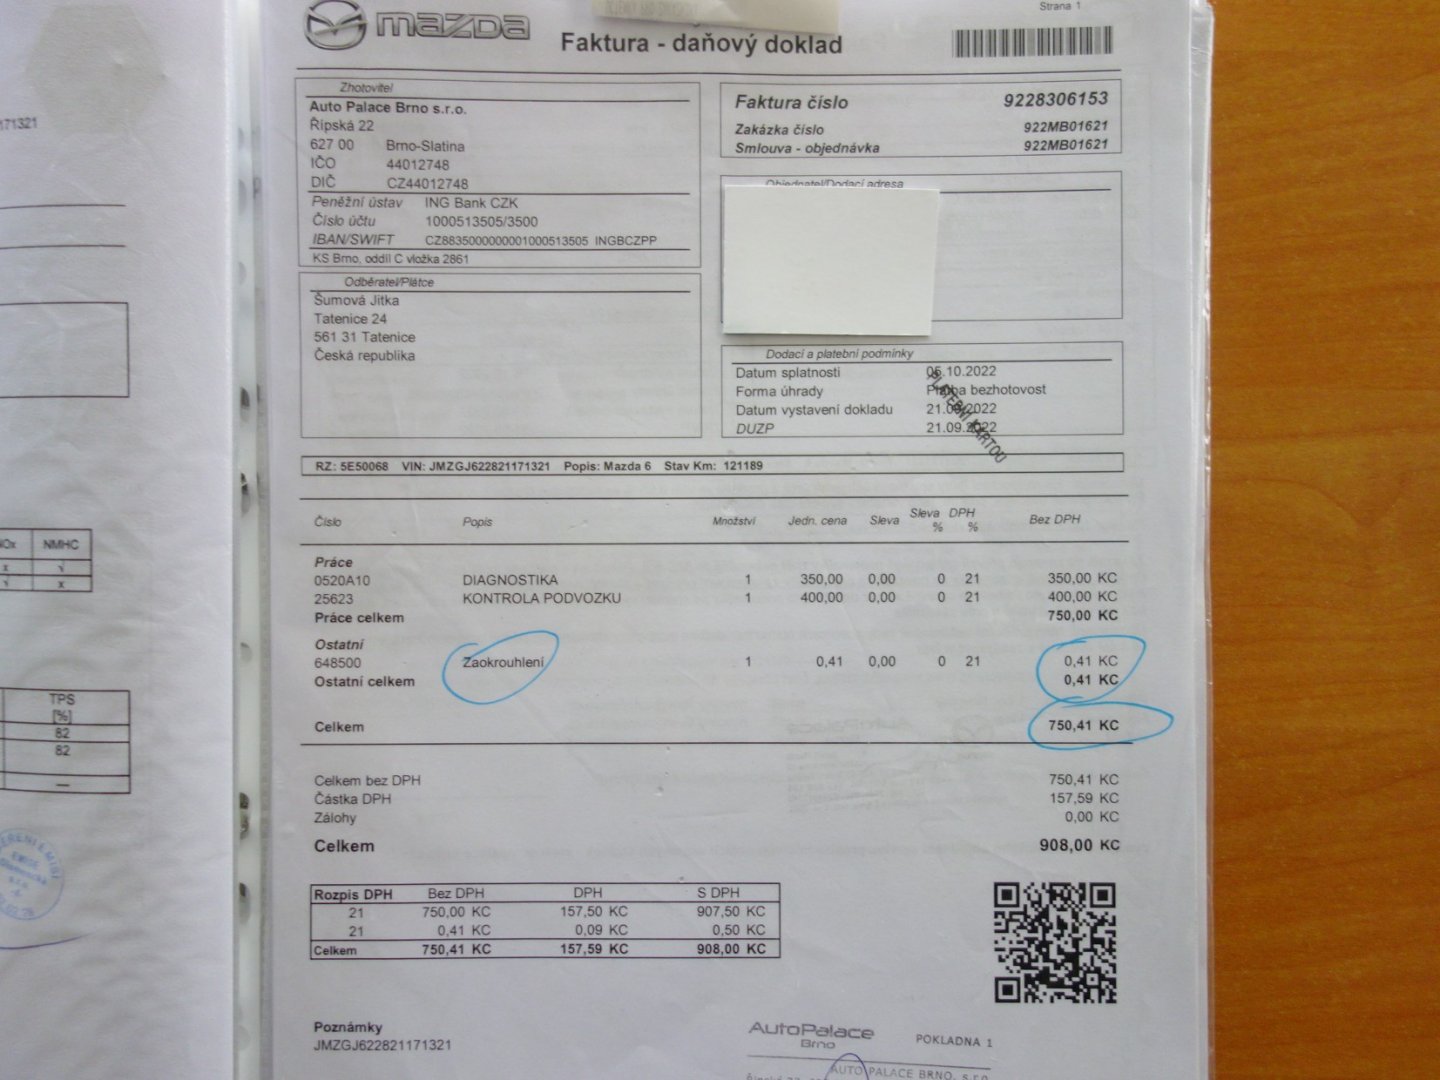 171321
NOx NMHC
x √
√ x
TPS
[%]
82
82
—
mazda
Strana 1
Faktura - daňový doklad
Zhotovitel
Auto Palace Brno s.r.o.
Řípská 22
627 00 Brno-Slatina
IČO 44012748
DIČ CZ44012748
Peněžní ústav ING Bank CZK
Číslo účtu 1000513505/3500
IBAN/SWIFT CZ8835000000001000513505 INGBCZPP
KS Brno, oddíl C vložka 2861
Faktura číslo 9228306153
Zakázka číslo 922MB01621
Smlouva - objednávka 922MB01621
Objednatel/Dodací adresa
Odběratel/Plátce
Šumová Jitka
Tatenice 24
561 31 Tatenice
Česká republika
Dodací a platební podmínky
Datum splatnosti 05.10.2022
Forma úhrady Platba bezhotovost
Datum vystavení dokladu 21.09.2022
DUZP 21.09.2022
PLATEBNÍ KARTOU
RZ: 5E50068 VIN: JMZGJ622821171321 Popis: Mazda 6 Stav Km: 121189
Číslo Popis Množství Jedn. cena Sleva Sleva % DPH % Bez DPH
Práce
0520A10 DIAGNOSTIKA 1 350,00 0,00 0 21 350,00 KC
25623 KONTROLA PODVOZKU 1 400,00 0,00 0 21 400,00 KC
Práce celkem 750,00 KC
Ostatní
648500 Zaokrouhlení 1 0,41 0,00 0 21 0,41 KC
Ostatní celkem 0,41 KC
Celkem 750,41 KC
Celkem bez DPH 750,41 KC
Částka DPH 157,59 KC
Zálohy 0,00 KC
Celkem 908,00 KC
Rozpis DPH Bez DPH DPH S DPH
21 750,00 KC 157,50 KC 907,50 KC
21 0,41 KC 0,09 KC 0,50 KC
Celkem 750,41 KC 157,59 KC 908,00 KC
Poznámky
JMZGJ622821171321
AutoPalace
Brno
POKLADNA 1
AUTO PALACE BRNO, s.r.o.